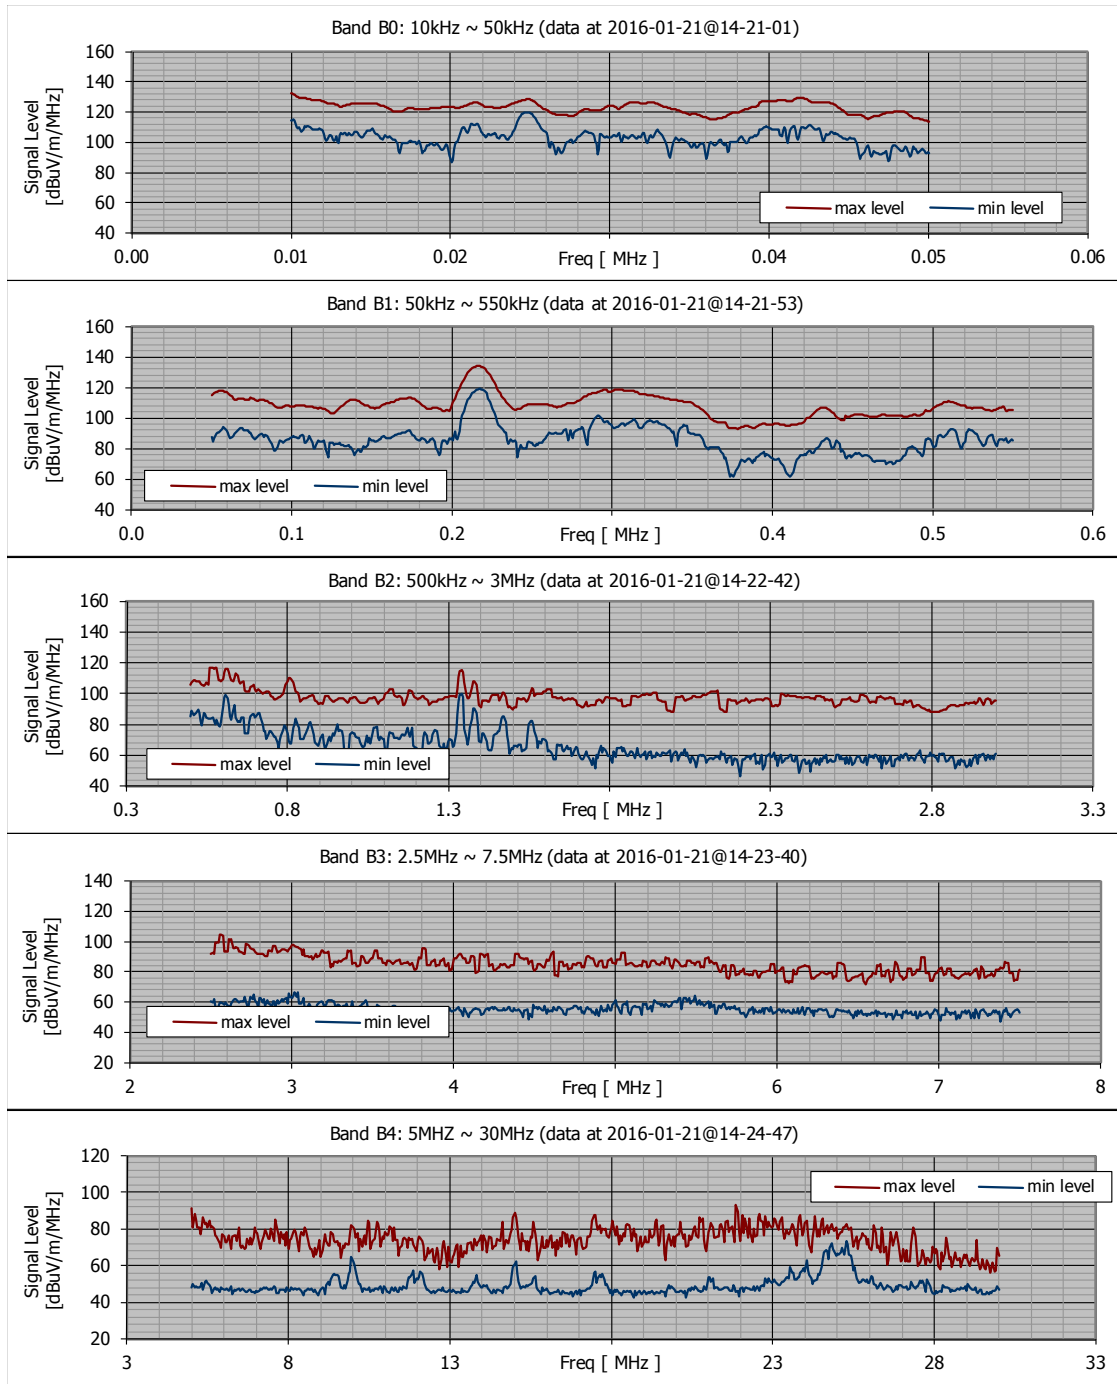 Band B0: 10kHz ~ 50kHz (data at 2016-01-21@14-21-01)
160
140
120
100
80
60
40
Signal Level
[dBuV/m/MHz]
max level min level
0.00 0.01 0.02 Freq [ MHz ] 0.04 0.05 0.06
Band B1: 50kHz ~ 550kHz (data at 2016-01-21@14-21-53)
160
140
120
100
80
60
40
Signal Level
[dBuV/m/MHz]
max level min level
0.0 0.1 0.2 Freq [ MHz ] 0.4 0.5 0.6
Band B2: 500kHz ~ 3MHz (data at 2016-01-21@14-22-42)
160
140
120
100
80
60
40
Signal Level
[dBuV/m/MHz]
max level min level
0.3 0.8 1.3 Freq [ MHz ] 2.3 2.8 3.3
Band B3: 2.5MHz ~ 7.5MHz (data at 2016-01-21@14-23-40)
140
120
100
80
60
40
20
Signal Level
[dBuV/m/MHz]
max level min level
2 3 4 Freq [ MHz ] 6 7 8
Band B4: 5MHZ ~ 30MHz (data at 2016-01-21@14-24-47)
120
100
80
60
40
20
Signal Level
[dBuV/m/MHz]
max level min level
3 8 13 Freq [ MHz ] 23 28 33